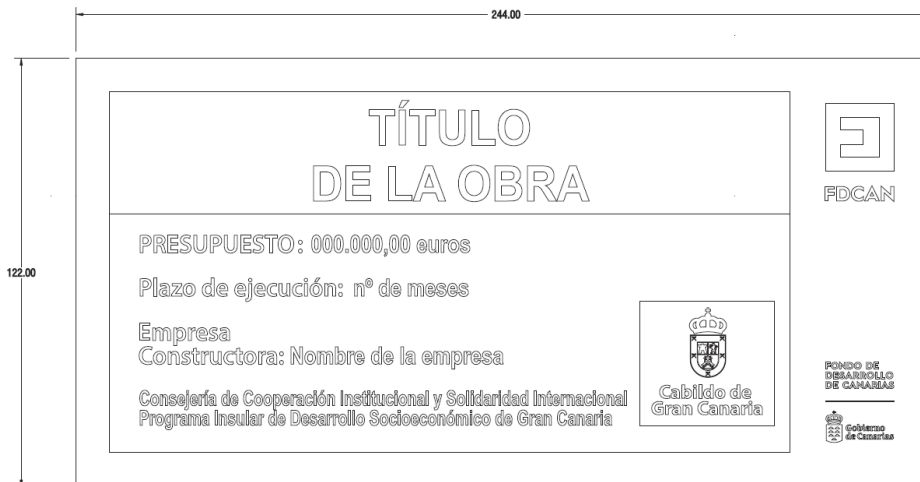 244.00
122.00
TÍTULO
DE LA OBRA
PRESUPUESTO: 000.000,00 euros
Plazo de ejecución: nº de meses
Empresa
Constructora: Nombre de la empresa
Consejería de Cooperación Institucional y Solidaridad Internacional
Programa Insular de Desarrollo Socioeconómico de Gran Canaria
Cabildo de
Gran Canaria
FDCAN
FONDO DE
DESARROLLO
DE CANARIAS
Gobierno
de Canarias